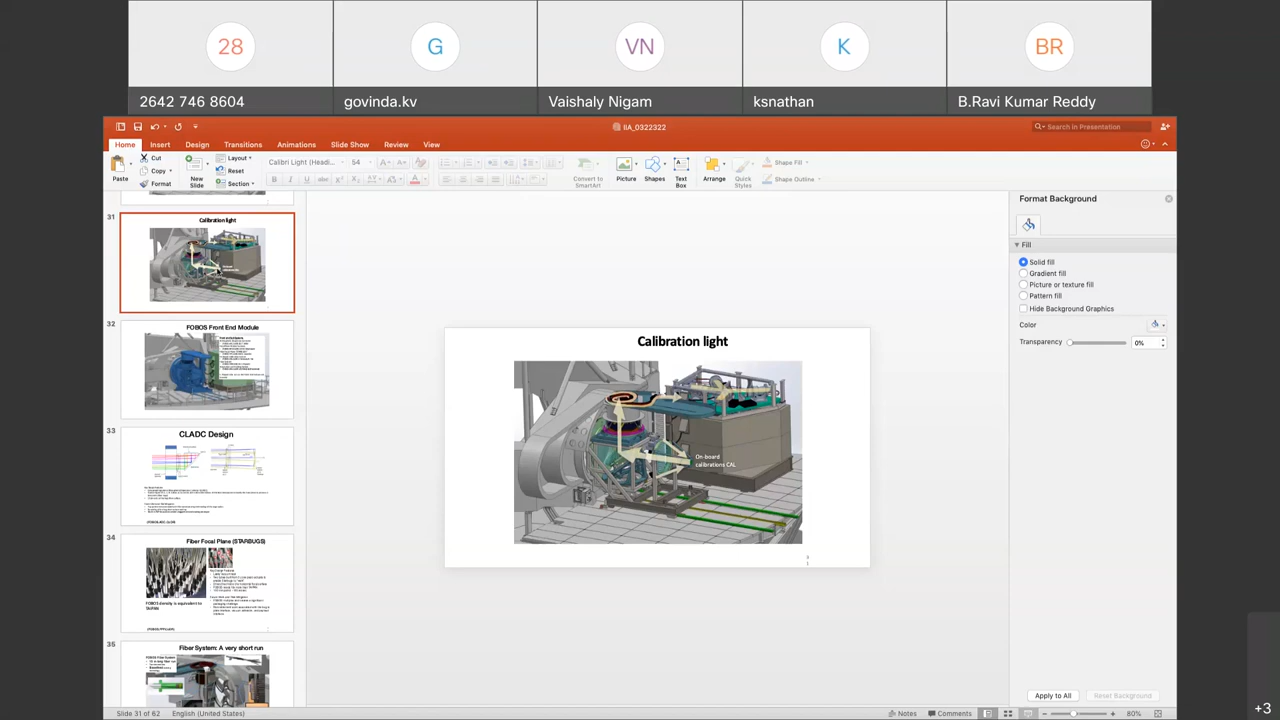 28
G
VN
K
BR
2642 746 8604
govinda.kv
Vaishaly Nigam
ksnathan
B.Ravi Kumar Reddy
IIA_0322322
Search in Presentation
Home
Insert
Design
Transitions
Animations
Slide Show
Review
View
Paste
Cut
Copy
Format
New
Slide
Layout
Reset
Section
Calibri Light (Headi...
54
Convert to
SmartArt
Picture
Shapes
Text
Box
Arrange
Quick
Styles
Shape Fill
Shape Outline
31
Calibration light
32
FOBOS Front End Module
33
CLADC Design
34
Fiber Focal Plane (STARBUGS)
FOBOS density is equivalent to
35
Fiber System: A very short run
Calibration light
On-board
calibrations CAL
Format Background
Fill
Solid fill
Gradient fill
Picture or texture fill
Pattern fill
Hide Background Graphics
Color
Transparency
0%
Apply to All
Reset Background
Slide 31 of 62
English (United States)
Notes
Comments
80%
+3